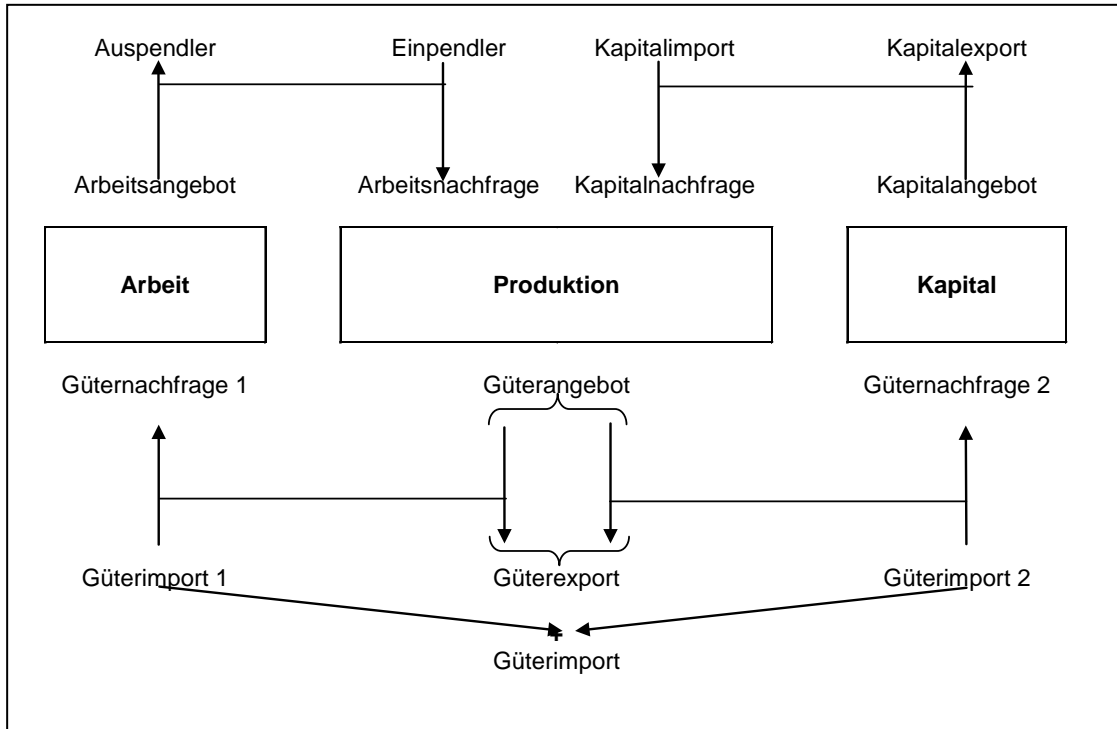 Auspendler Einpendler Kapitalimport Kapitalexport
Arbeitsangebot Arbeitsnachfrage Kapitalnachfrage Kapitalangebot
Arbeit Produktion Kapital
Güternachfrage 1 Güterangebot Güternachfrage 2
Güterimport 1 Güterexport Güterimport 2
+
Güterimport